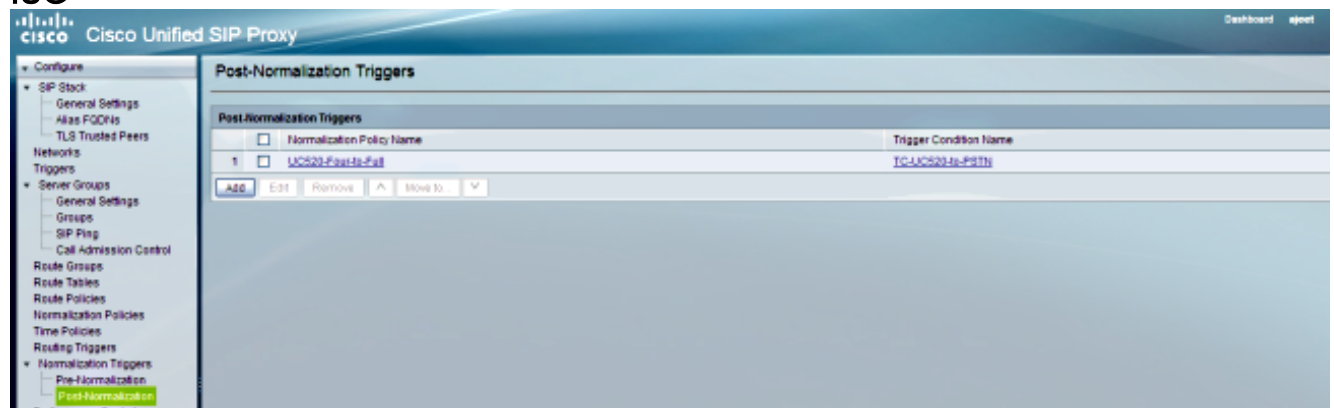 cisco Cisco Unified SIP Proxy
Dashboard ajeet
Configure
SIP Stack
General Settings
Alias FQDNs
TLS Trusted Peers
Networks
Triggers
Server Groups
General Settings
Groups
SIP Ping
Call Admission Control
Route Groups
Route Tables
Route Policies
Normalization Policies
Time Policies
Routing Triggers
Normalization Triggers
Pre-Normalization
Post-Normalization
Post-Normalization Triggers
Post-Normalization Triggers
Normalization Policy Name Trigger Condition Name
1 UC520-Four-to-Full TC-UC520-to-PSTN
Add Edit Remove Move to...